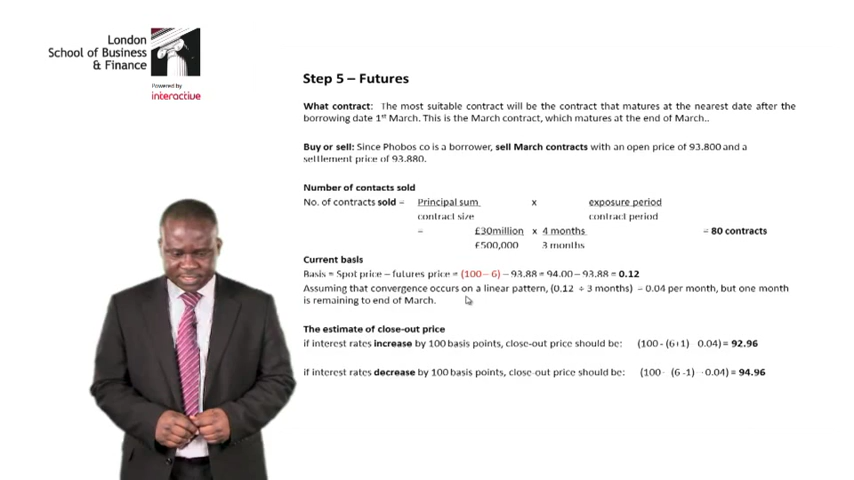 London
School of Business
& Finance
Powered by
interactive
Step 5 – Futures
What contract: The most suitable contract will be the contract that matures at the nearest date after the
borrowing date 1st March. This is the March contract, which matures at the end of March..
Buy or sell: Since Phobos co is a borrower, sell March contracts with an open price of 93.800 and a
settlement price of 93.880.
Number of contacts sold
No. of contracts sold = Principal sum x exposure period
contract size contract period
= £30million x 4 months = 80 contracts
£500,000 3 months
Current basis
Basis = Spot price – futures price = (100 – 6) – 93.88 = 94.00 – 93.88 = 0.12
Assuming that convergence occurs on a linear pattern, (0.12 ÷ 3 months) = 0.04 per month, but one month
is remaining to end of March.
The estimate of close-out price
if interest rates increase by 100 basis points, close-out price should be: (100 - (6+1) 0.04) = 92.96
if interest rates decrease by 100 basis points, close-out price should be: (100 - (6 -1) - 0.04) = 94.96